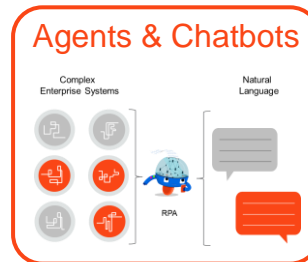 Agents & Chatbots
Complex
Enterprise Systems
Natural
Language
RPA